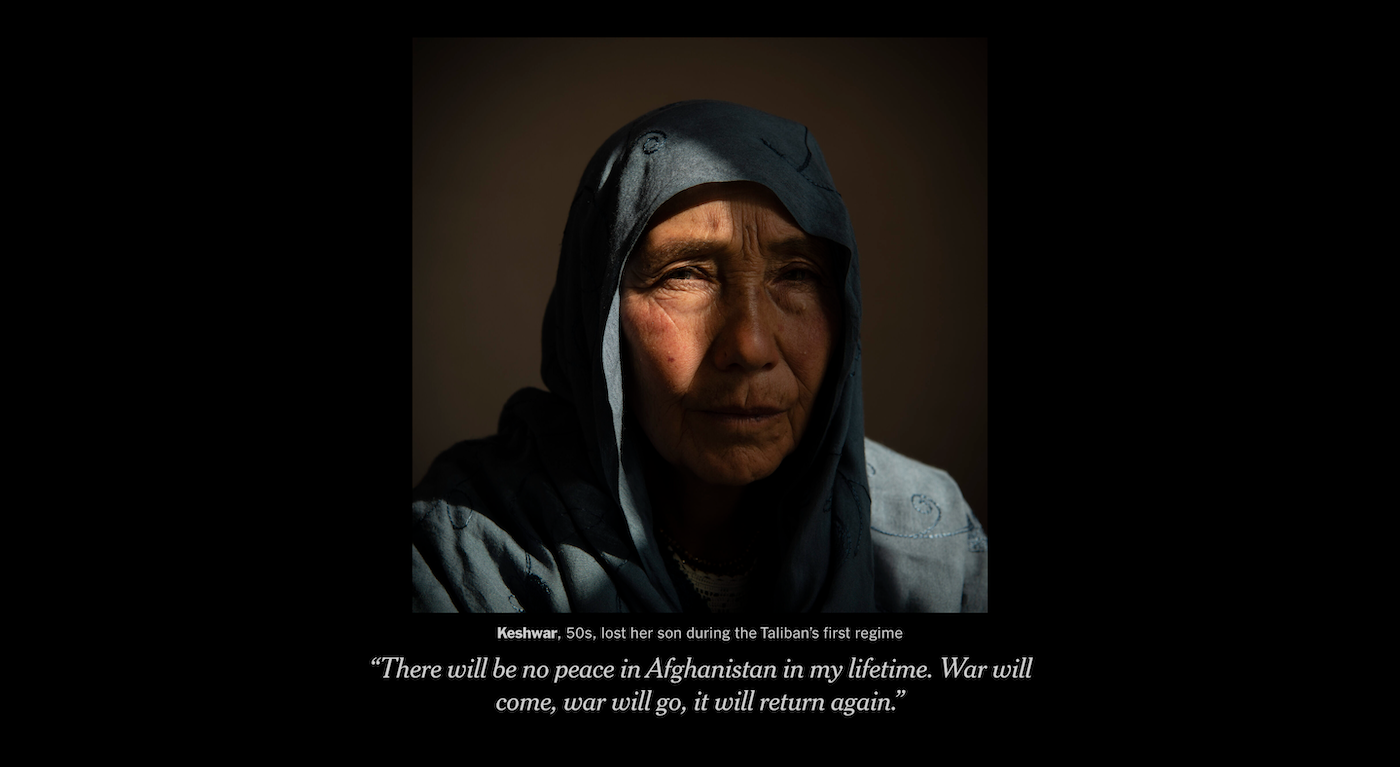 Keshwar, 50s, lost her son during the Taliban’s first regime
“There will be no peace in Afghanistan in my lifetime. War will
come, war will go, it will return again.”